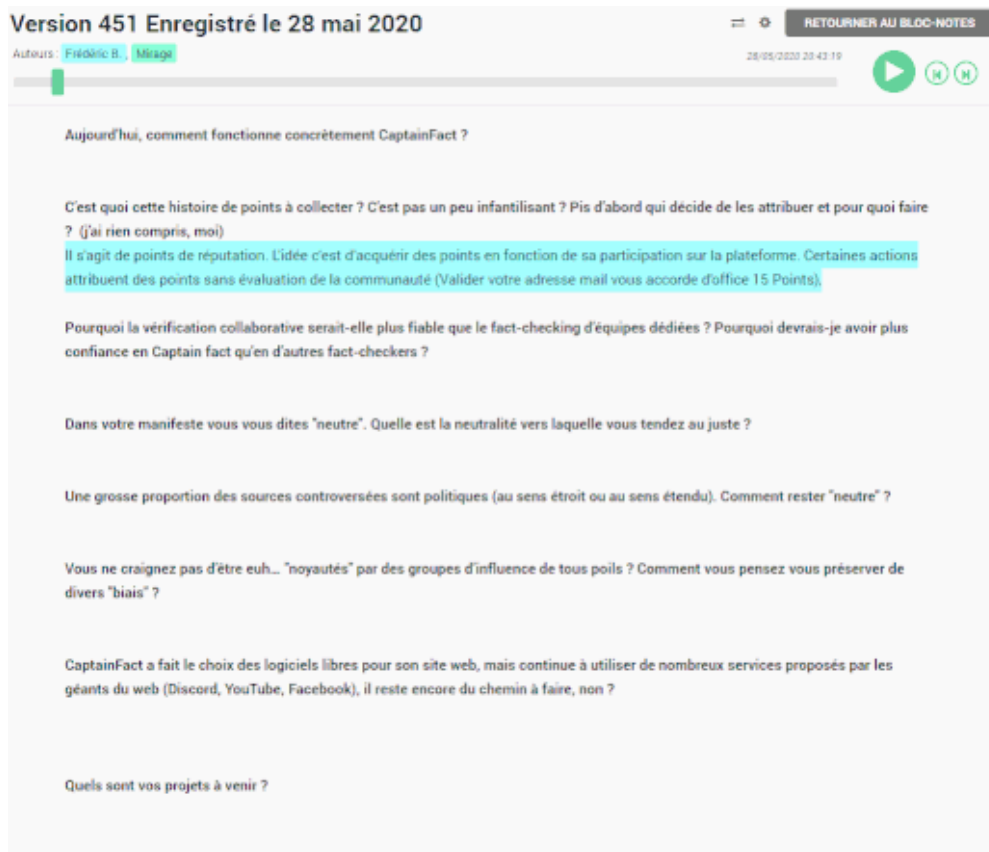 Version 451 Enregistré le 28 mai 2020
RETOURNER AU BLOC-NOTES
Auteurs : Frédéric B. , Mirage
28/05/2020 20:43:19
Aujourd'hui, comment fonctionne concrètement CaptainFact ?
C'est quoi cette histoire de points à collecter ? C'est pas un peu infantilisant ? Pis d'abord qui décide de les attribuer et pour quoi faire
? (j'ai rien compris, moi)
Il s'agit de points de réputation. L'idée c'est d'acquérir des points en fonction de sa participation sur la plateforme. Certaines actions
attribuent des points sans évaluation de la communauté (Valider votre adresse mail vous accorde d'office 15 Points).
Pourquoi la vérification collaborative serait-elle plus fiable que le fact-checking d'équipes dédiées ? Pourquoi devrais-je avoir plus
confiance en Captain fact qu'en d'autres fact-checkers ?
Dans votre manifeste vous vous dites "neutre". Quelle est la neutralité vers laquelle vous tendez au juste ?
Une grosse proportion des sources controversées sont politiques (au sens étroit ou au sens étendu). Comment rester "neutre" ?
Vous ne craignez pas d'être euh… "noyautés" par des groupes d'influence de tous poils ? Comment vous pensez vous préserver de
divers "biais" ?
CaptainFact a fait le choix des logiciels libres pour son site web, mais continue à utiliser de nombreux services proposés par les
géants du web (Discord, YouTube, Facebook), il reste encore du chemin à faire, non ?
Quels sont vos projets à venir ?